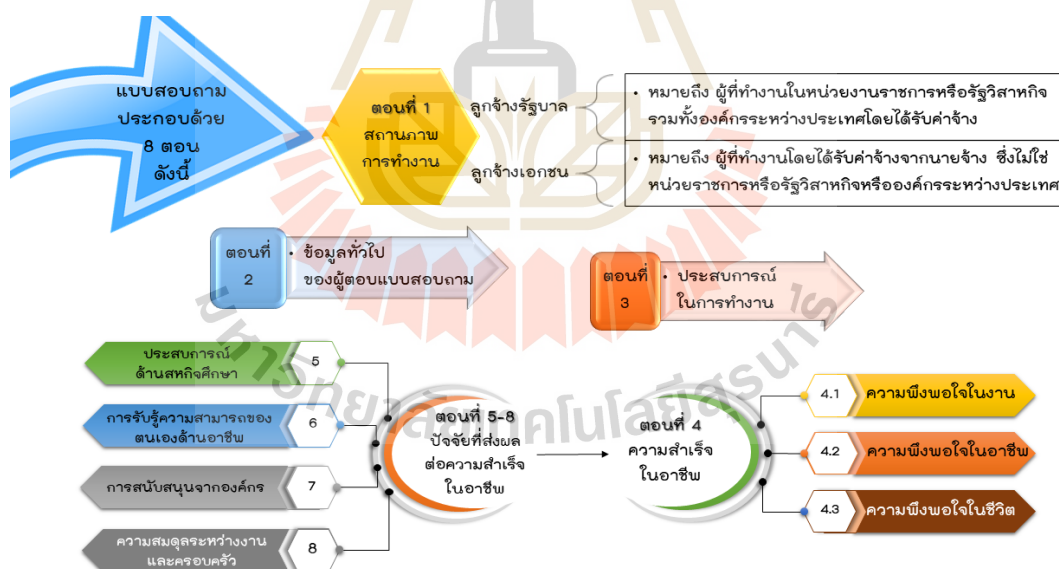 แบบสอบถาม
ประกอบด้วย
8 ตอน
ดังนี้
ตอนที่ 1
สถานภาพ
การทำงาน
ลูกจ้างรัฐบาล
• หมายถึง ผู้ที่ทำงานในหน่วยงานราชการหรือรัฐวิสาหกิจ
รวมทั้งองค์กรระหว่างประเทศโดยได้รับค่าจ้าง
ลูกจ้างเอกชน
• หมายถึง ผู้ที่ทำงานโดยได้รับค่าจ้างจากนายจ้าง ซึ่งไม่ใช่
หน่วยราชการหรือรัฐวิสาหกิจหรือองค์กรระหว่างประเทศ
ตอนที่
2
• ข้อมูลทั่วไป
ของผู้ตอบแบบสอบถาม
ตอนที่
3
• ประสบการณ์
ในการทำงาน
ประสบการณ์
ด้านสหกิจศึกษา
5
การรับรู้ความสามารถของ
ตนเองด้านอาชีพ
6
การสนับสนุนจากองค์กร
7
ความสมดุลระหว่างงาน
และครอบครัว
8
ตอนที่ 5-8
ปัจจัยที่ส่งผล
ต่อความสำเร็จ
ในอาชีพ
ตอนที่ 4
ความสำเร็จ
ในอาชีพ
4.1
ความพึงพอใจในงาน
4.2
ความพึงพอใจในอาชีพ
4.3
ความพึงพอใจในชีวิต
มหาวิทยาลัยเทคโนโลยีสุรนารี